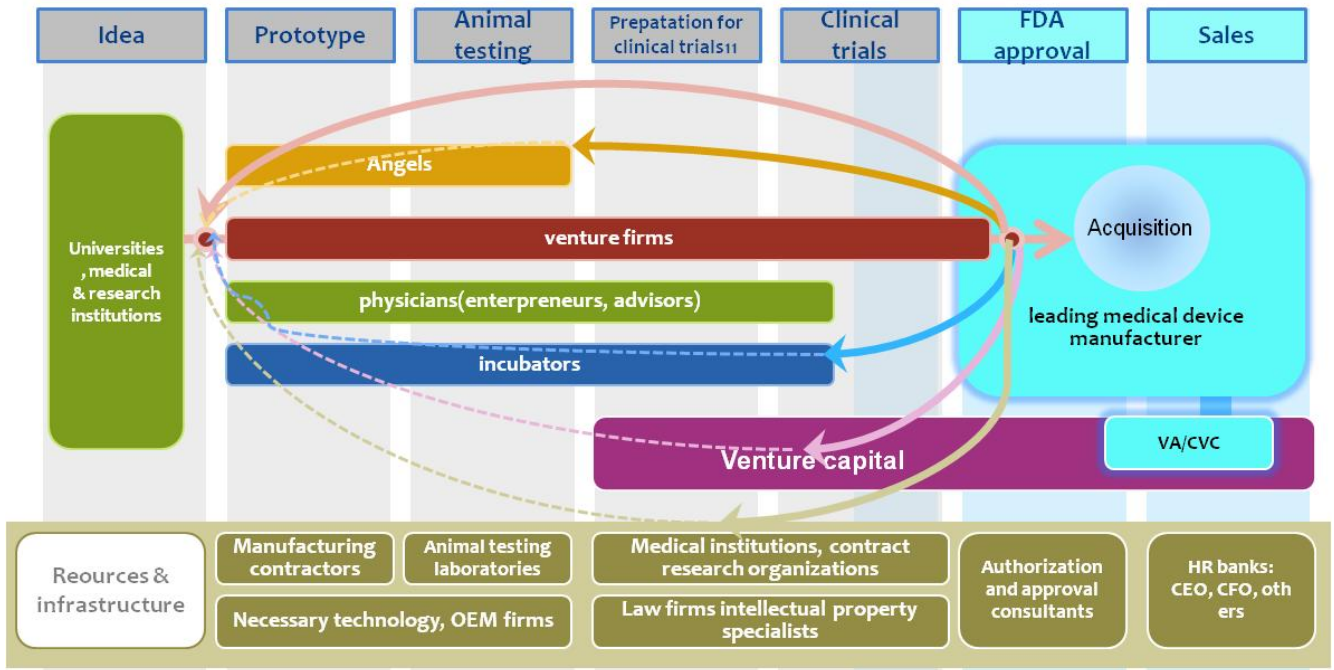 Idea
Prototype
Animal
testing
Prepatation for
clinical trials11
Clinical
trials
FDA
approval
Sales
Angels
Universities
, medical
& research
institutions
venture firms
Acquisition
physicians(enterpreneurs, advisors)
leading medical device
manufacturer
incubators
VA/CVC
Venture capital
Reources &
infrastructure
Manufacturing
contractors
Animal testing
laboratories
Necessary technology, OEM firms
Medical institutions, contract
research organizations
Law firms intellectual property
specialists
Authorization
and approval
consultants
HR banks:
CEO, CFO, oth
ers